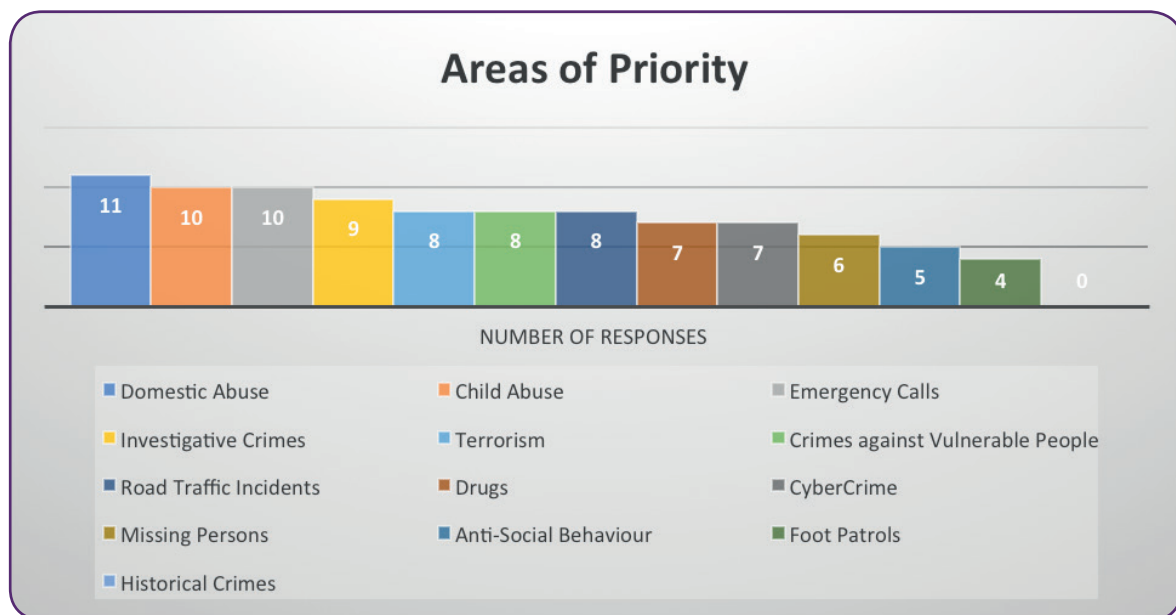 Areas of Priority
11 10 10 9 8 8 8 7 7 6 5 4 0
NUMBER OF RESPONSES
Domestic Abuse Child Abuse Emergency Calls
Investigative Crimes Terrorism Crimes against Vulnerable People
Road Traffic Incidents Drugs CyberCrime
Missing Persons Anti-Social Behaviour Foot Patrols
Historical Crimes